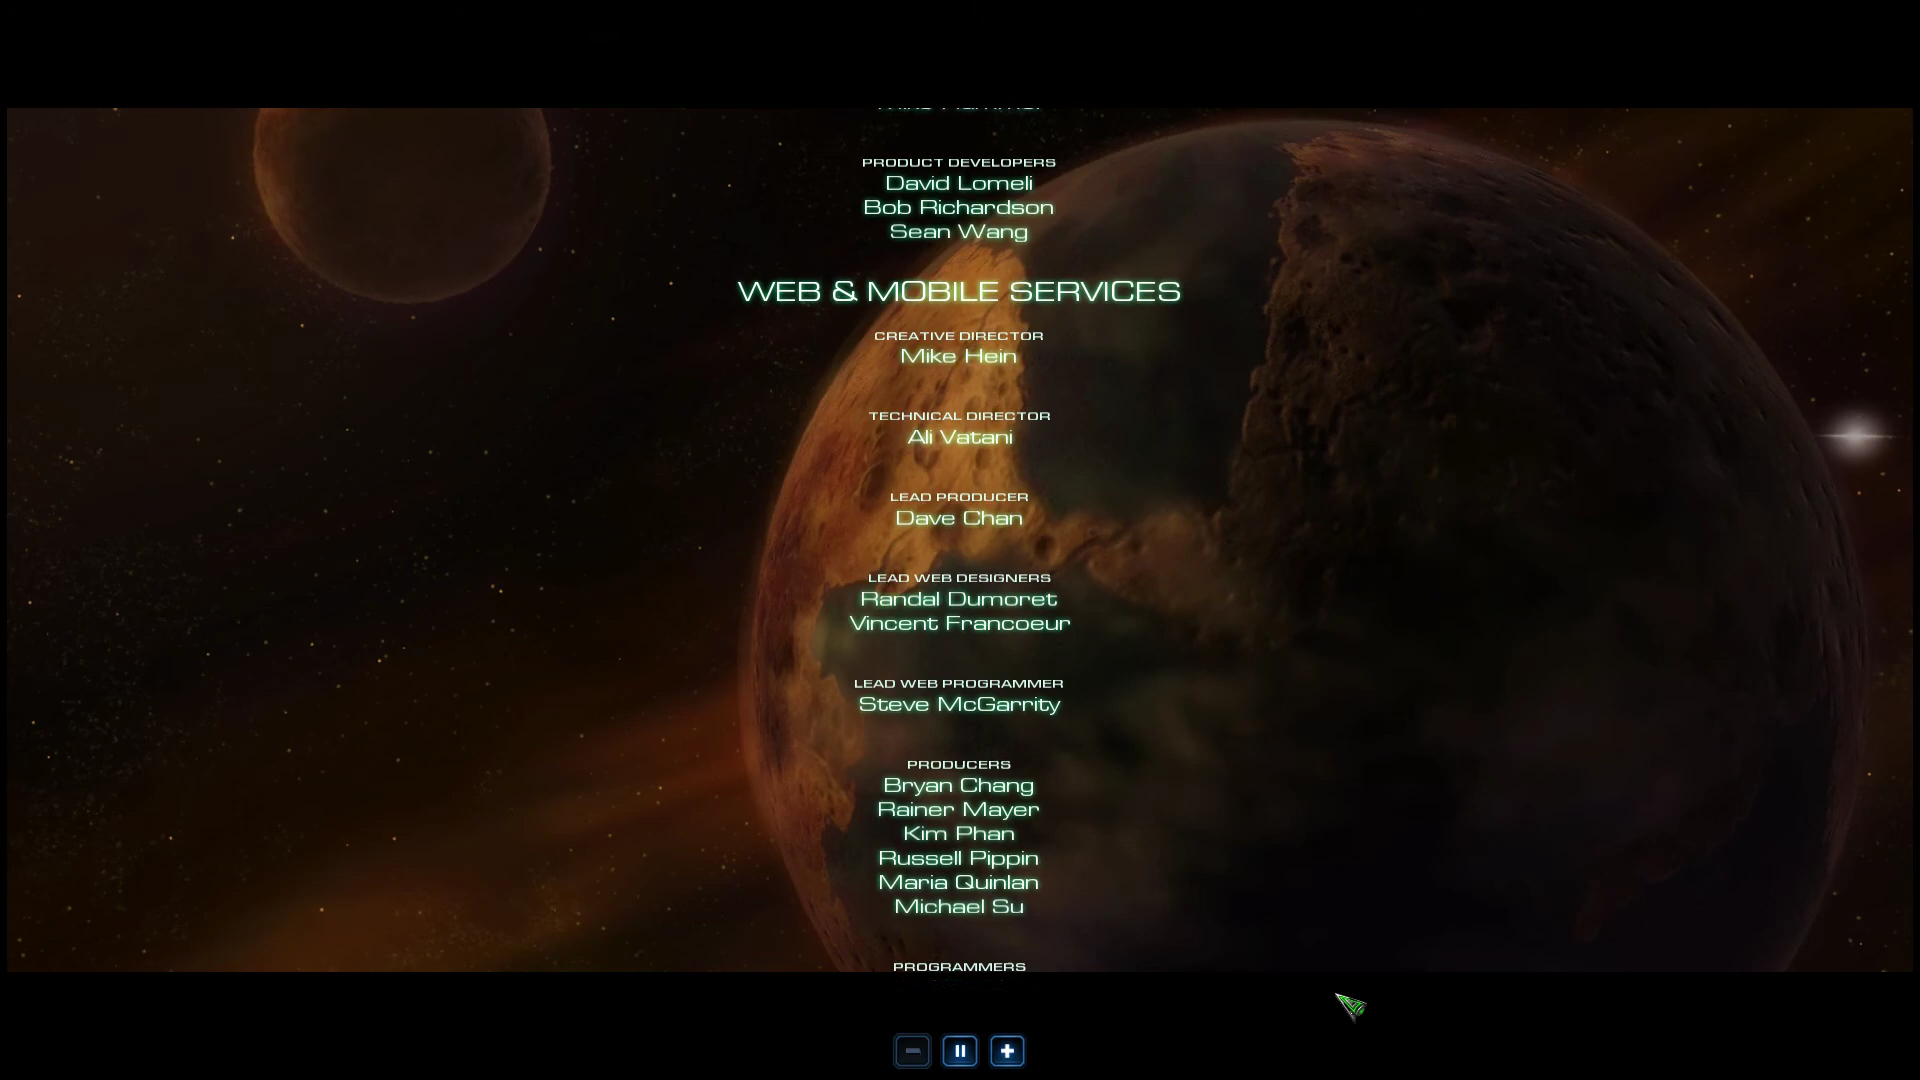 PRODUCT DEVELOPERS
David Lomeli
Bob Richardson
Sean Wang
WEB & MOBILE SERVICES
CREATIVE DIRECTOR
Mike Hein
TECHNICAL DIRECTOR
Ali Vatani
LEAD PRODUCER
Dave Chan
LEAD WEB DESIGNERS
Randal Dumoret
Vincent Francoeur
LEAD WEB PROGRAMMER
Steve McGarrity
PRODUCERS
Bryan Chang
Rainer Mayer
Kim Phan
Russell Pippin
Maria Quinlan
Michael Su
PROGRAMMERS